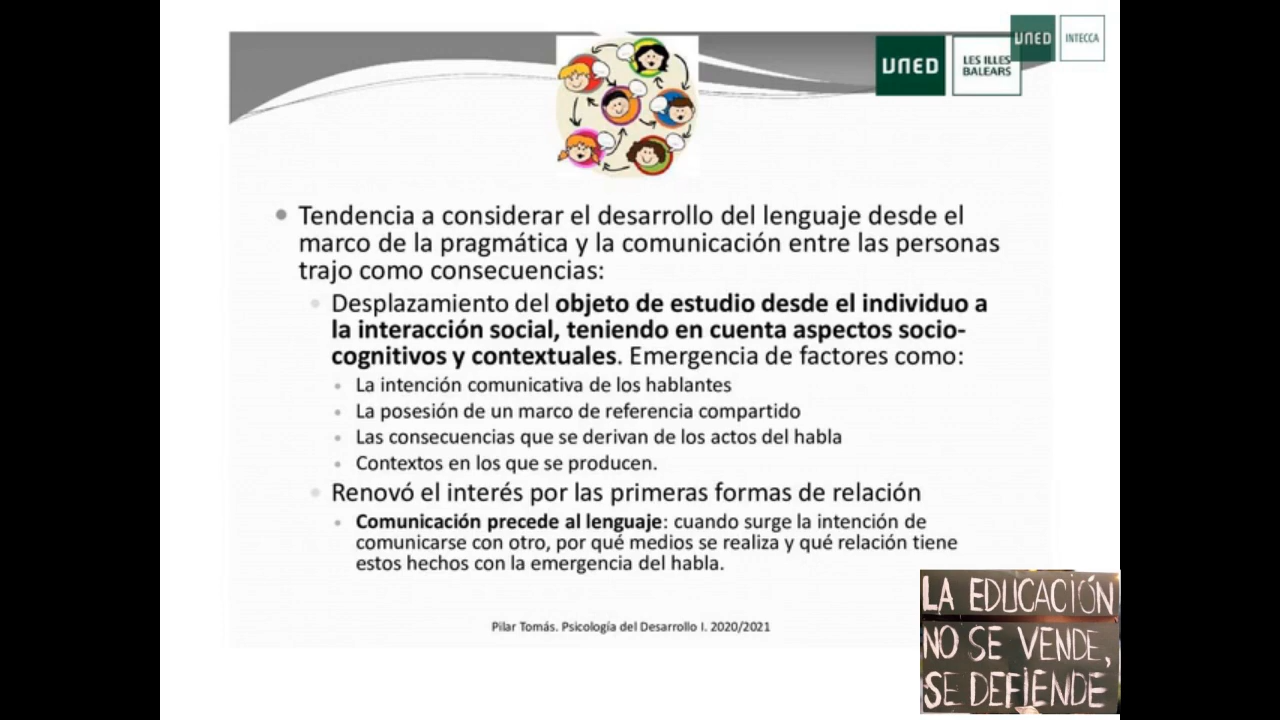 UNED
INTECCA
UNED
LES ILLES
BALEARS
Tendencia a considerar el desarrollo del lenguaje desde el
marco de la pragmática y la comunicación entre las personas
trajo como consecuencias:
Desplazamiento del objeto de estudio desde el individuo a
la interacción social, teniendo en cuenta aspectos socio-
cognitivos y contextuales. Emergencia de factores como:
La intención comunicativa de los hablantes
La posesión de un marco de referencia compartido
Las consecuencias que se derivan de los actos del habla
Contextos en los que se producen.
Renovó el interés por las primeras formas de relación
Comunicación precede al lenguaje: cuando surge la intención de
comunicarse con otro, por qué medios se realiza y qué relación tiene
estos hechos con la emergencia del habla.
Pilar Tomás. Psicología del Desarrollo I. 2020/2021
LA EDUCACIÓN
NO SE VENDE,
SE DEFIENDE